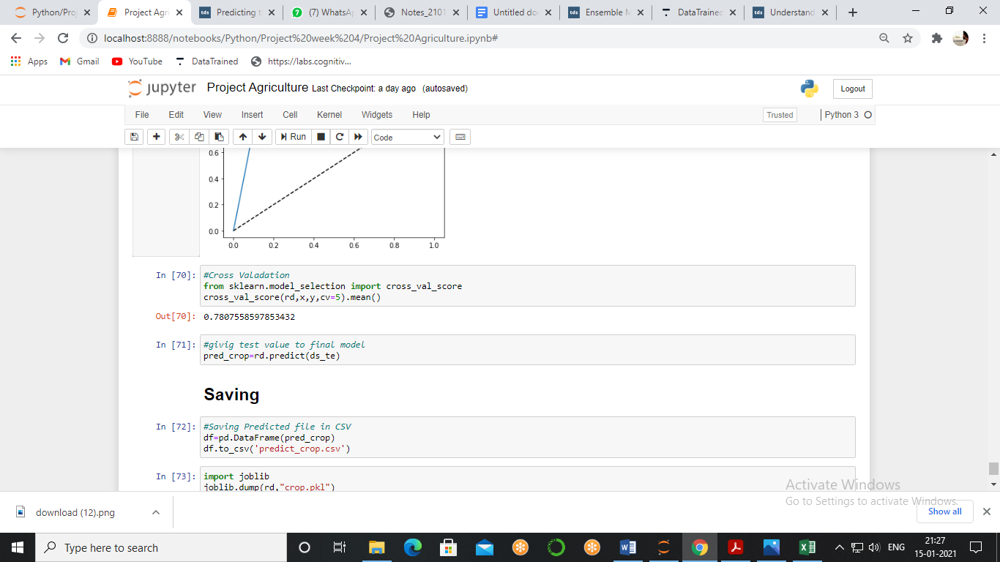 Python/Pro
Project Agri
Predicting t
(7) WhatsA
Notes_2101
Untitled do
Ensemble M
DataTrained
Understand
localhost:8888/notebooks/Python/Project%20week%204/Project%20Agriculture.ipynb#
Apps
Gmail
YouTube
DataTrained
https://labs.cognitiv...
jupyter Project Agriculture Last Checkpoint: a day ago (autosaved)
Logout
File Edit View Insert Cell Kernel Widgets Help
Trusted
Python 3
Run
Code
0.6
0.4
0.2
0.0
0.0 0.2 0.4 0.6 0.8 1.0
In [70]: #Cross Valadation
from sklearn.model_selection import cross_val_score
cross_val_score(rd,x,y,cv=5).mean()
Out[70]: 0.7807558597853432
In [71]: #givig test value to final model
pred_crop=rd.predict(ds_te)
Saving
In [72]: #Saving Predicted file in CSV
df=pd.DataFrame(pred_crop)
df.to_csv('predict_crop.csv')
In [73]: import joblib
joblib.dump(rd,"crop.pkl")
Activate Windows
Go to Settings to activate Windows.
download (12).png
Show all
Type here to search
ENG
21:27
15-01-2021